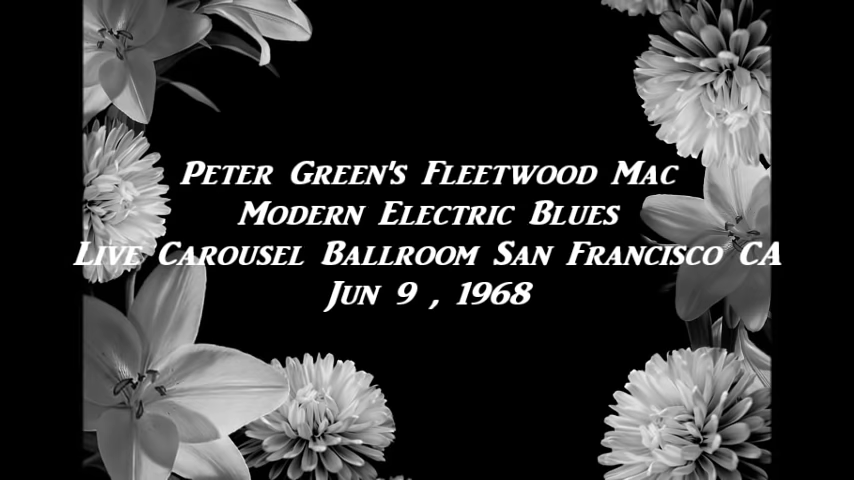 Peter Green's Fleetwood Mac
Modern Electric Blues
Live Carousel Ballroom San Francisco CA
Jun 9 , 1968